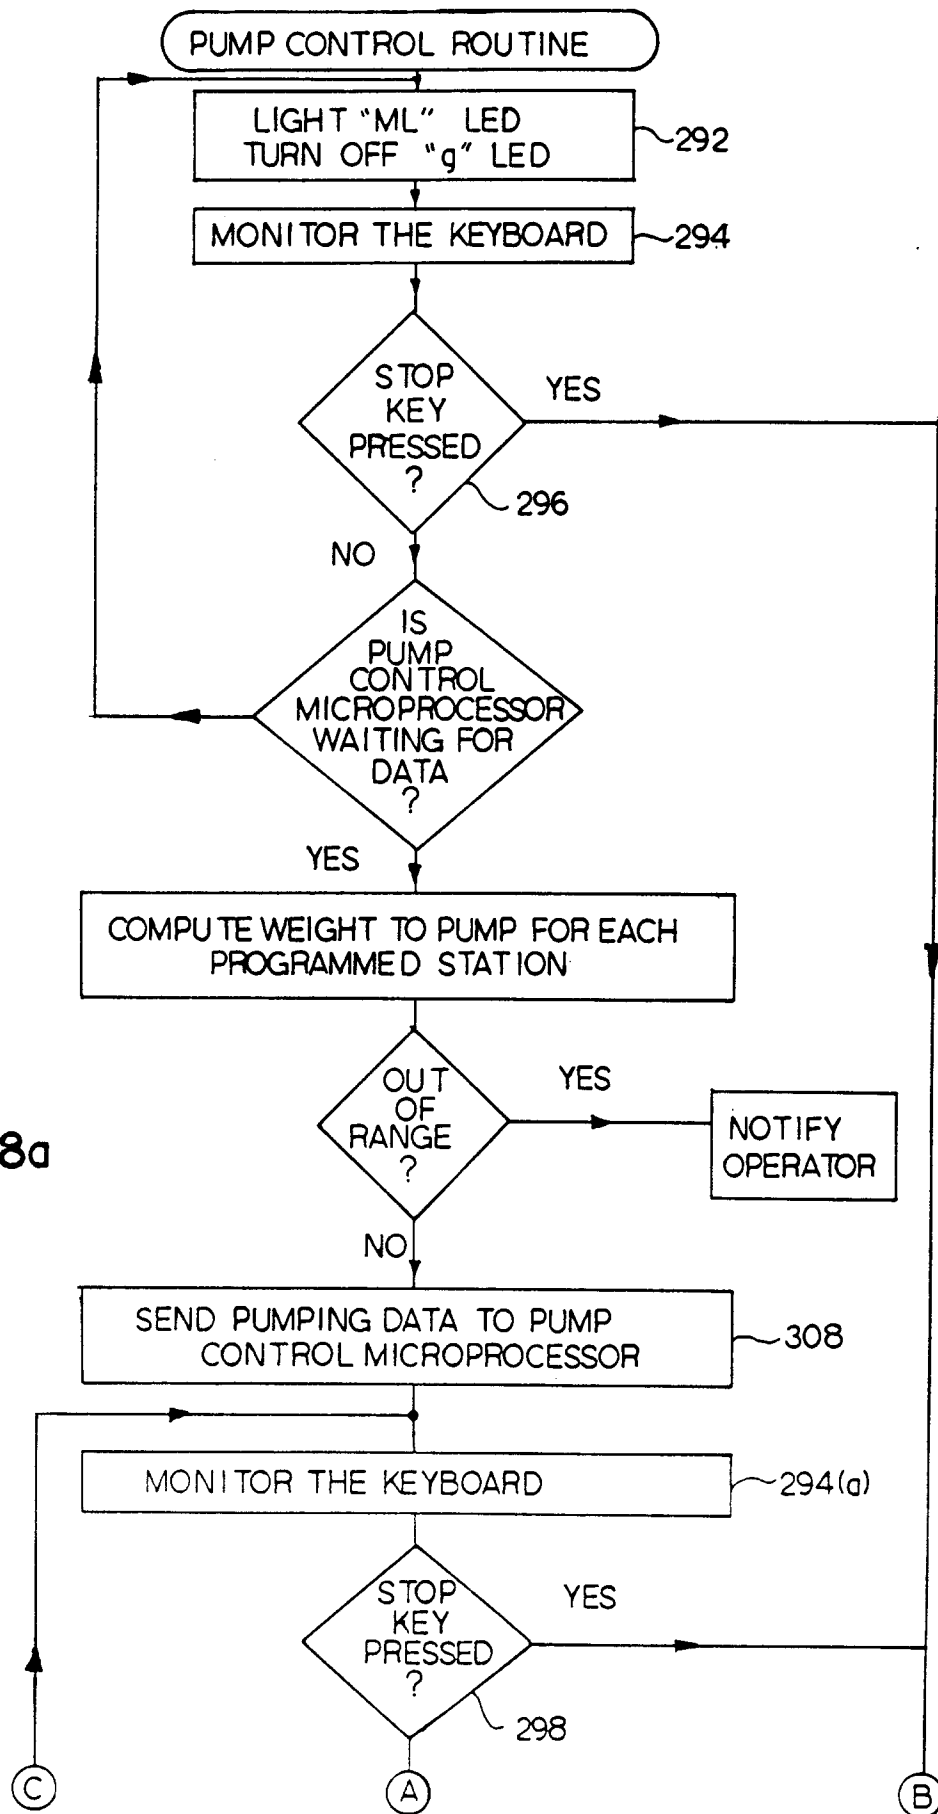 PUMP CONTROL ROUTINE
LIGHT "ML" LED
TURN OFF "g" LED
292
MONITOR THE KEYBOARD
294
STOP
KEY
PRESSED
?
YES
296
NO
IS
PUMP
CONTROL
MICROPROCESSOR
WAITING FOR
DATA
?
YES
COMPUTE WEIGHT TO PUMP FOR EACH
PROGRAMMED STATION
OUT
OF
RANGE
?
YES
NOTIFY
OPERATOR
8a
NO
SEND PUMPING DATA TO PUMP
CONTROL MICROPROCESSOR
308
MONITOR THE KEYBOARD
294(a)
STOP
KEY
PRESSED
?
YES
298
C
A
B